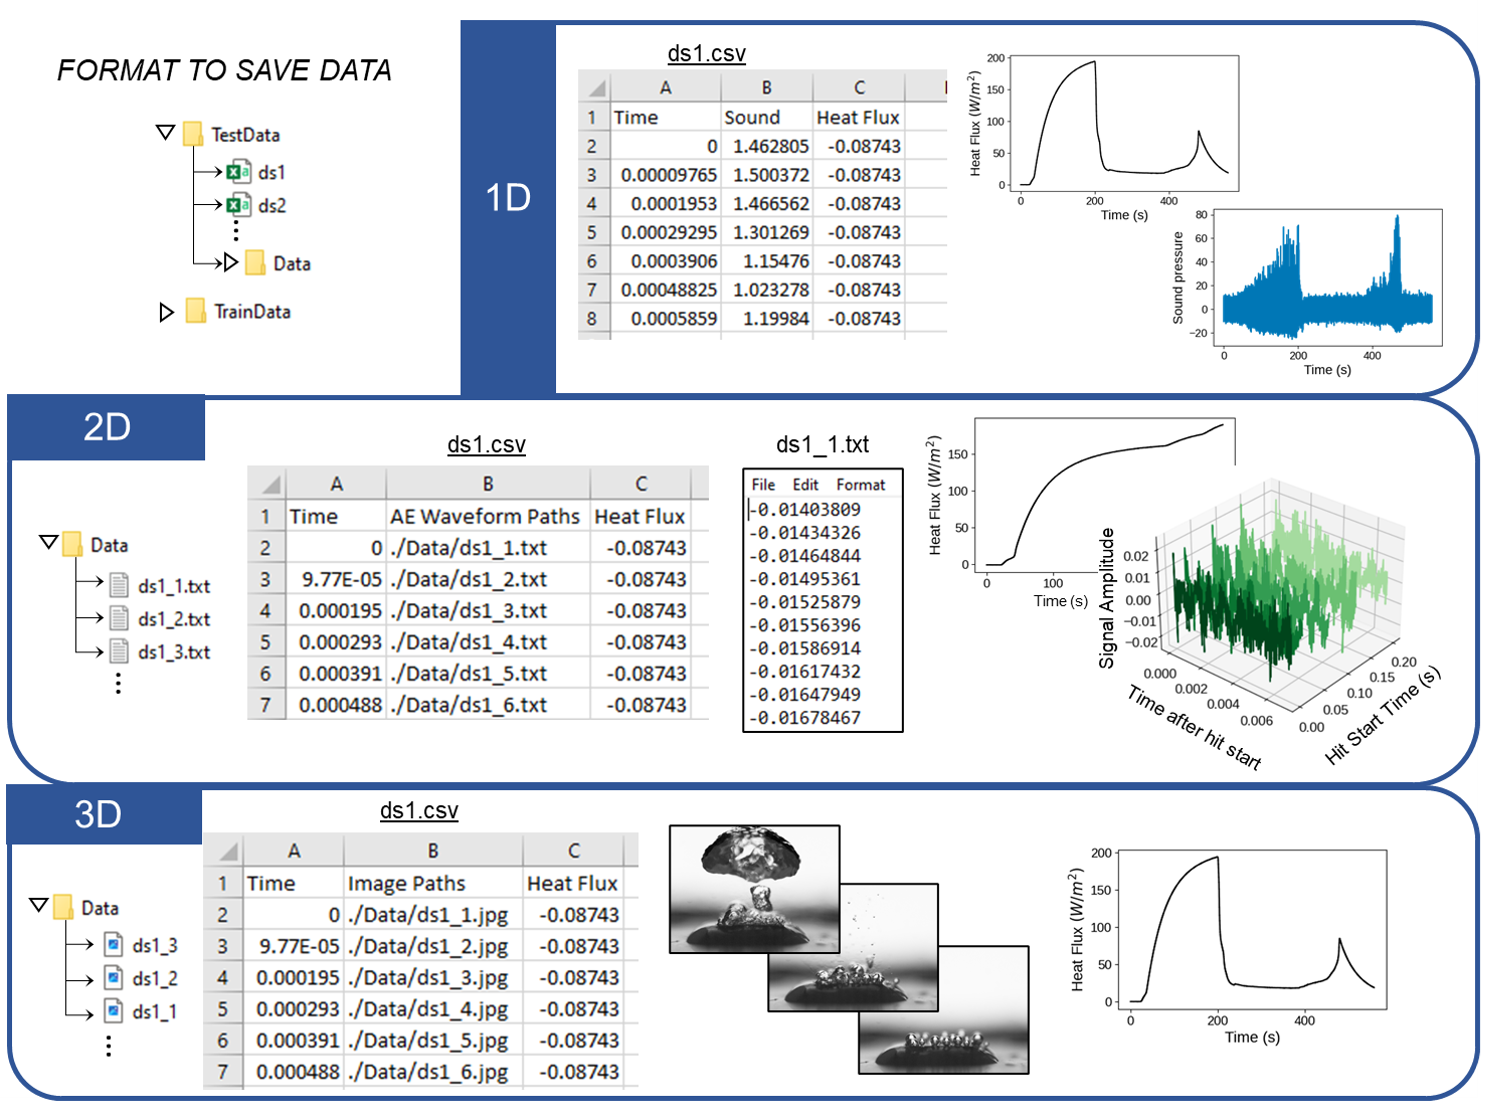 FORMAT TO SAVE DATA
TestData
ds1
ds2
Data
TrainData
1D
ds1.csv
A B C
1 Time Sound Heat Flux
2 0 1.462805 -0.08743
3 0.00009765 1.500372 -0.08743
4 0.0001953 1.466562 -0.08743
5 0.00029295 1.301269 -0.08743
6 0.0003906 1.15476 -0.08743
7 0.00048825 1.023278 -0.08743
8 0.0005859 1.19984 -0.08743
Heat Flux (W/m²)
200
150
100
50
0
0 200 400
Time (s)
Sound pressure
80
60
40
20
0
−20
0 200 400
Time (s)
2D
Data
ds1_1.txt
ds1_2.txt
ds1_3.txt
ds1.csv
A B C
1 Time AE Waveform Paths Heat Flux
2 0 ./Data/ds1_1.txt -0.08743
3 9.77E-05 ./Data/ds1_2.txt -0.08743
4 0.000195 ./Data/ds1_3.txt -0.08743
5 0.000293 ./Data/ds1_4.txt -0.08743
6 0.000391 ./Data/ds1_5.txt -0.08743
7 0.000488 ./Data/ds1_6.txt -0.08743
ds1_1.txt
File Edit Format
-0.01403809
-0.01434326
-0.01464844
-0.01495361
-0.01525879
-0.01556396
-0.01586914
-0.01617432
-0.01647949
-0.01678467
Heat Flux (W/m²)
150
100
50
0
0 100
Time (s)
Signal Amplitude
0.02
0.01
0.00
−0.01
−0.02
0.000
0.002
0.004
0.006
Time after hit start
0.00
0.05
0.10
0.15
0.20
Hit Start Time (s)
3D
Data
ds1_3
ds1_2
ds1_1
ds1.csv
A B C
1 Time Image Paths Heat Flux
2 0 ./Data/ds1_1.jpg -0.08743
3 9.77E-05 ./Data/ds1_2.jpg -0.08743
4 0.000195 ./Data/ds1_3.jpg -0.08743
5 0.000293 ./Data/ds1_4.jpg -0.08743
6 0.000391 ./Data/ds1_5.jpg -0.08743
7 0.000488 ./Data/ds1_6.jpg -0.08743
Heat Flux (W/m²)
200
150
100
50
0
0 200 400
Time (s)